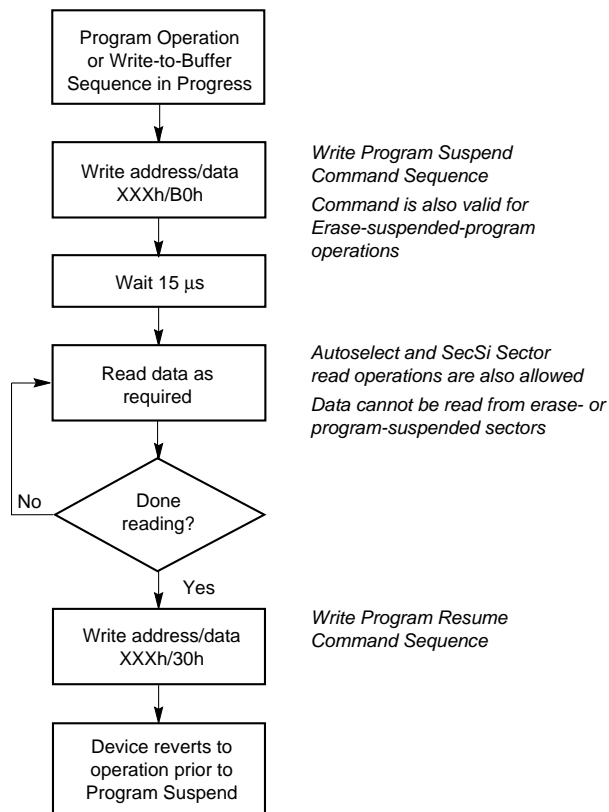 Program Operation
or Write-to-Buffer
Sequence in Progress
Write address/data
XXXh/B0h
Write Program Suspend
Command Sequence
Command is also valid for
Erase-suspended-program
operations
Wait 15 μs
Read data as
required
Autoselect and SecSi Sector
read operations are also allowed
Data cannot be read from erase- or
program-suspended sectors
No
Done
reading?
Yes
Write address/data
XXXh/30h
Write Program Resume
Command Sequence
Device reverts to
operation prior to
Program Suspend